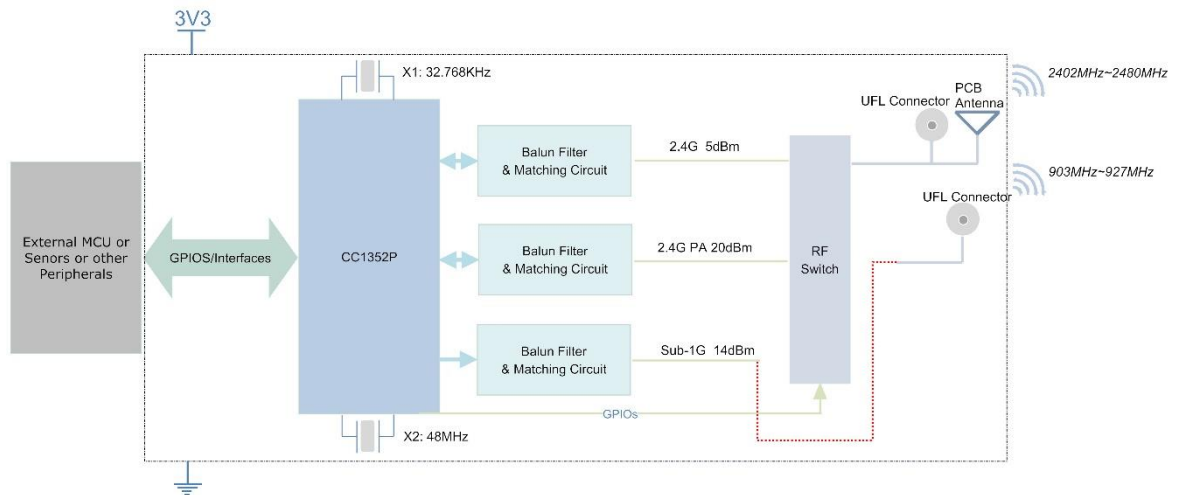 3V3
X1: 32.768KHz
2402MHz~2480MHz
PCB
Antenna
UFL Connector
Balun Filter
& Matching Circuit
2.4G 5dBm
903MHz~927MHz
UFL Connector
External MCU or
Senors or other
Peripherals
GPIOS/Interfaces
CC1352P
Balun Filter
& Matching Circuit
2.4G PA 20dBm
RF
Switch
Balun Filter
& Matching Circuit
Sub-1G 14dBm
GPIOs
X2: 48MHz